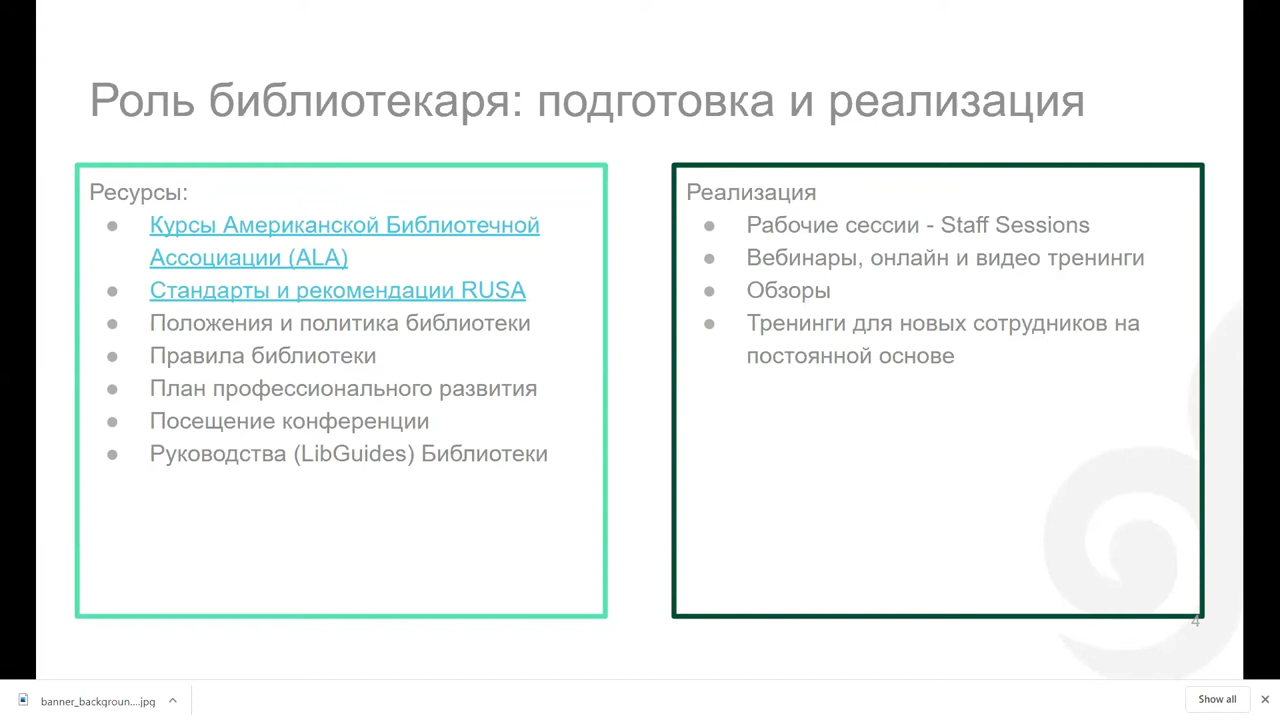 Роль библиотекаря: подготовка и реализация
Ресурсы:
● Курсы Американской Библиотечной
Ассоциации (ALA)
● Стандарты и рекомендации RUSA
● Положения и политика библиотеки
● Правила библиотеки
● План профессионального развития
● Посещение конференции
● Руководства (LibGuides) Библиотеки
Реализация
● Рабочие сессии - Staff Sessions
● Вебинары, онлайн и видео тренинги
● Обзоры
● Тренинги для новых сотрудников на
постоянной основе
4
banner_backgroun....jpg
Show all